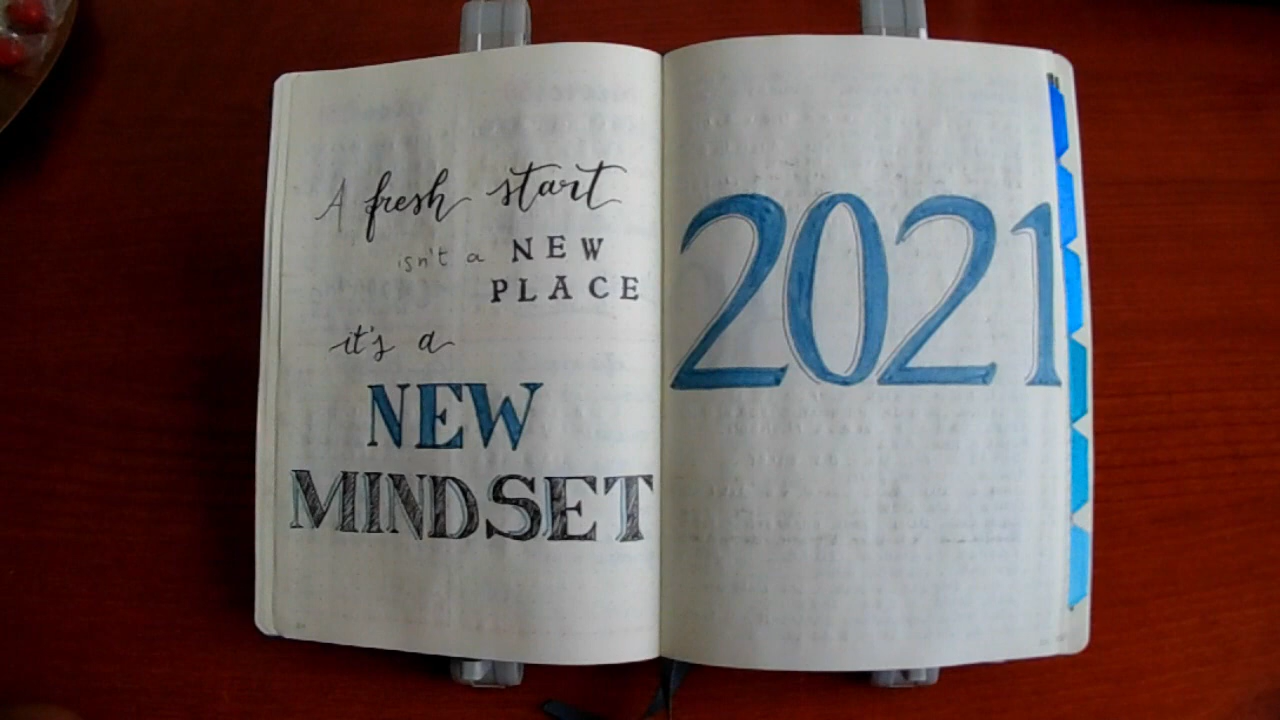 A fresh start
isn't a NEW
PLACE
it's a
NEW
MINDSET
2021